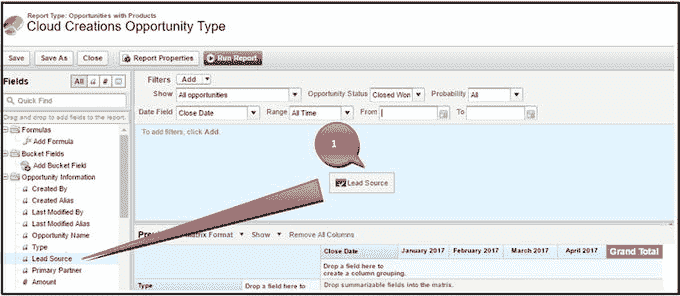 Report Type: Opportunities with Products
Cloud Creations Opportunity Type
Save Save As Close Report Properties Run Report
Fields All a #
Quick Find
Drag and drop to add fields to the report.
Formulas
Add Formula
Bucket Fields
Add Bucket Field
Opportunity Information
a Created By
a Created Alias
a Last Modified By
a Last Modified Alias
a Opportunity Name
a Type
a Lead Source
a Primary Partner
# Amount
Filters Add
Show All opportunities Opportunity Status Closed Won Probability All
Date Field Close Date Range All Time From To
To add filters, click Add.
1
Lead Source
Matrix Format Show Remove All Columns
Close Date January 2017 February 2017 March 2017 April 2017 Grand Total
Drop a field here to
create a column grouping.
Type Drop a field here to Drop summarizable fields into the matrix.